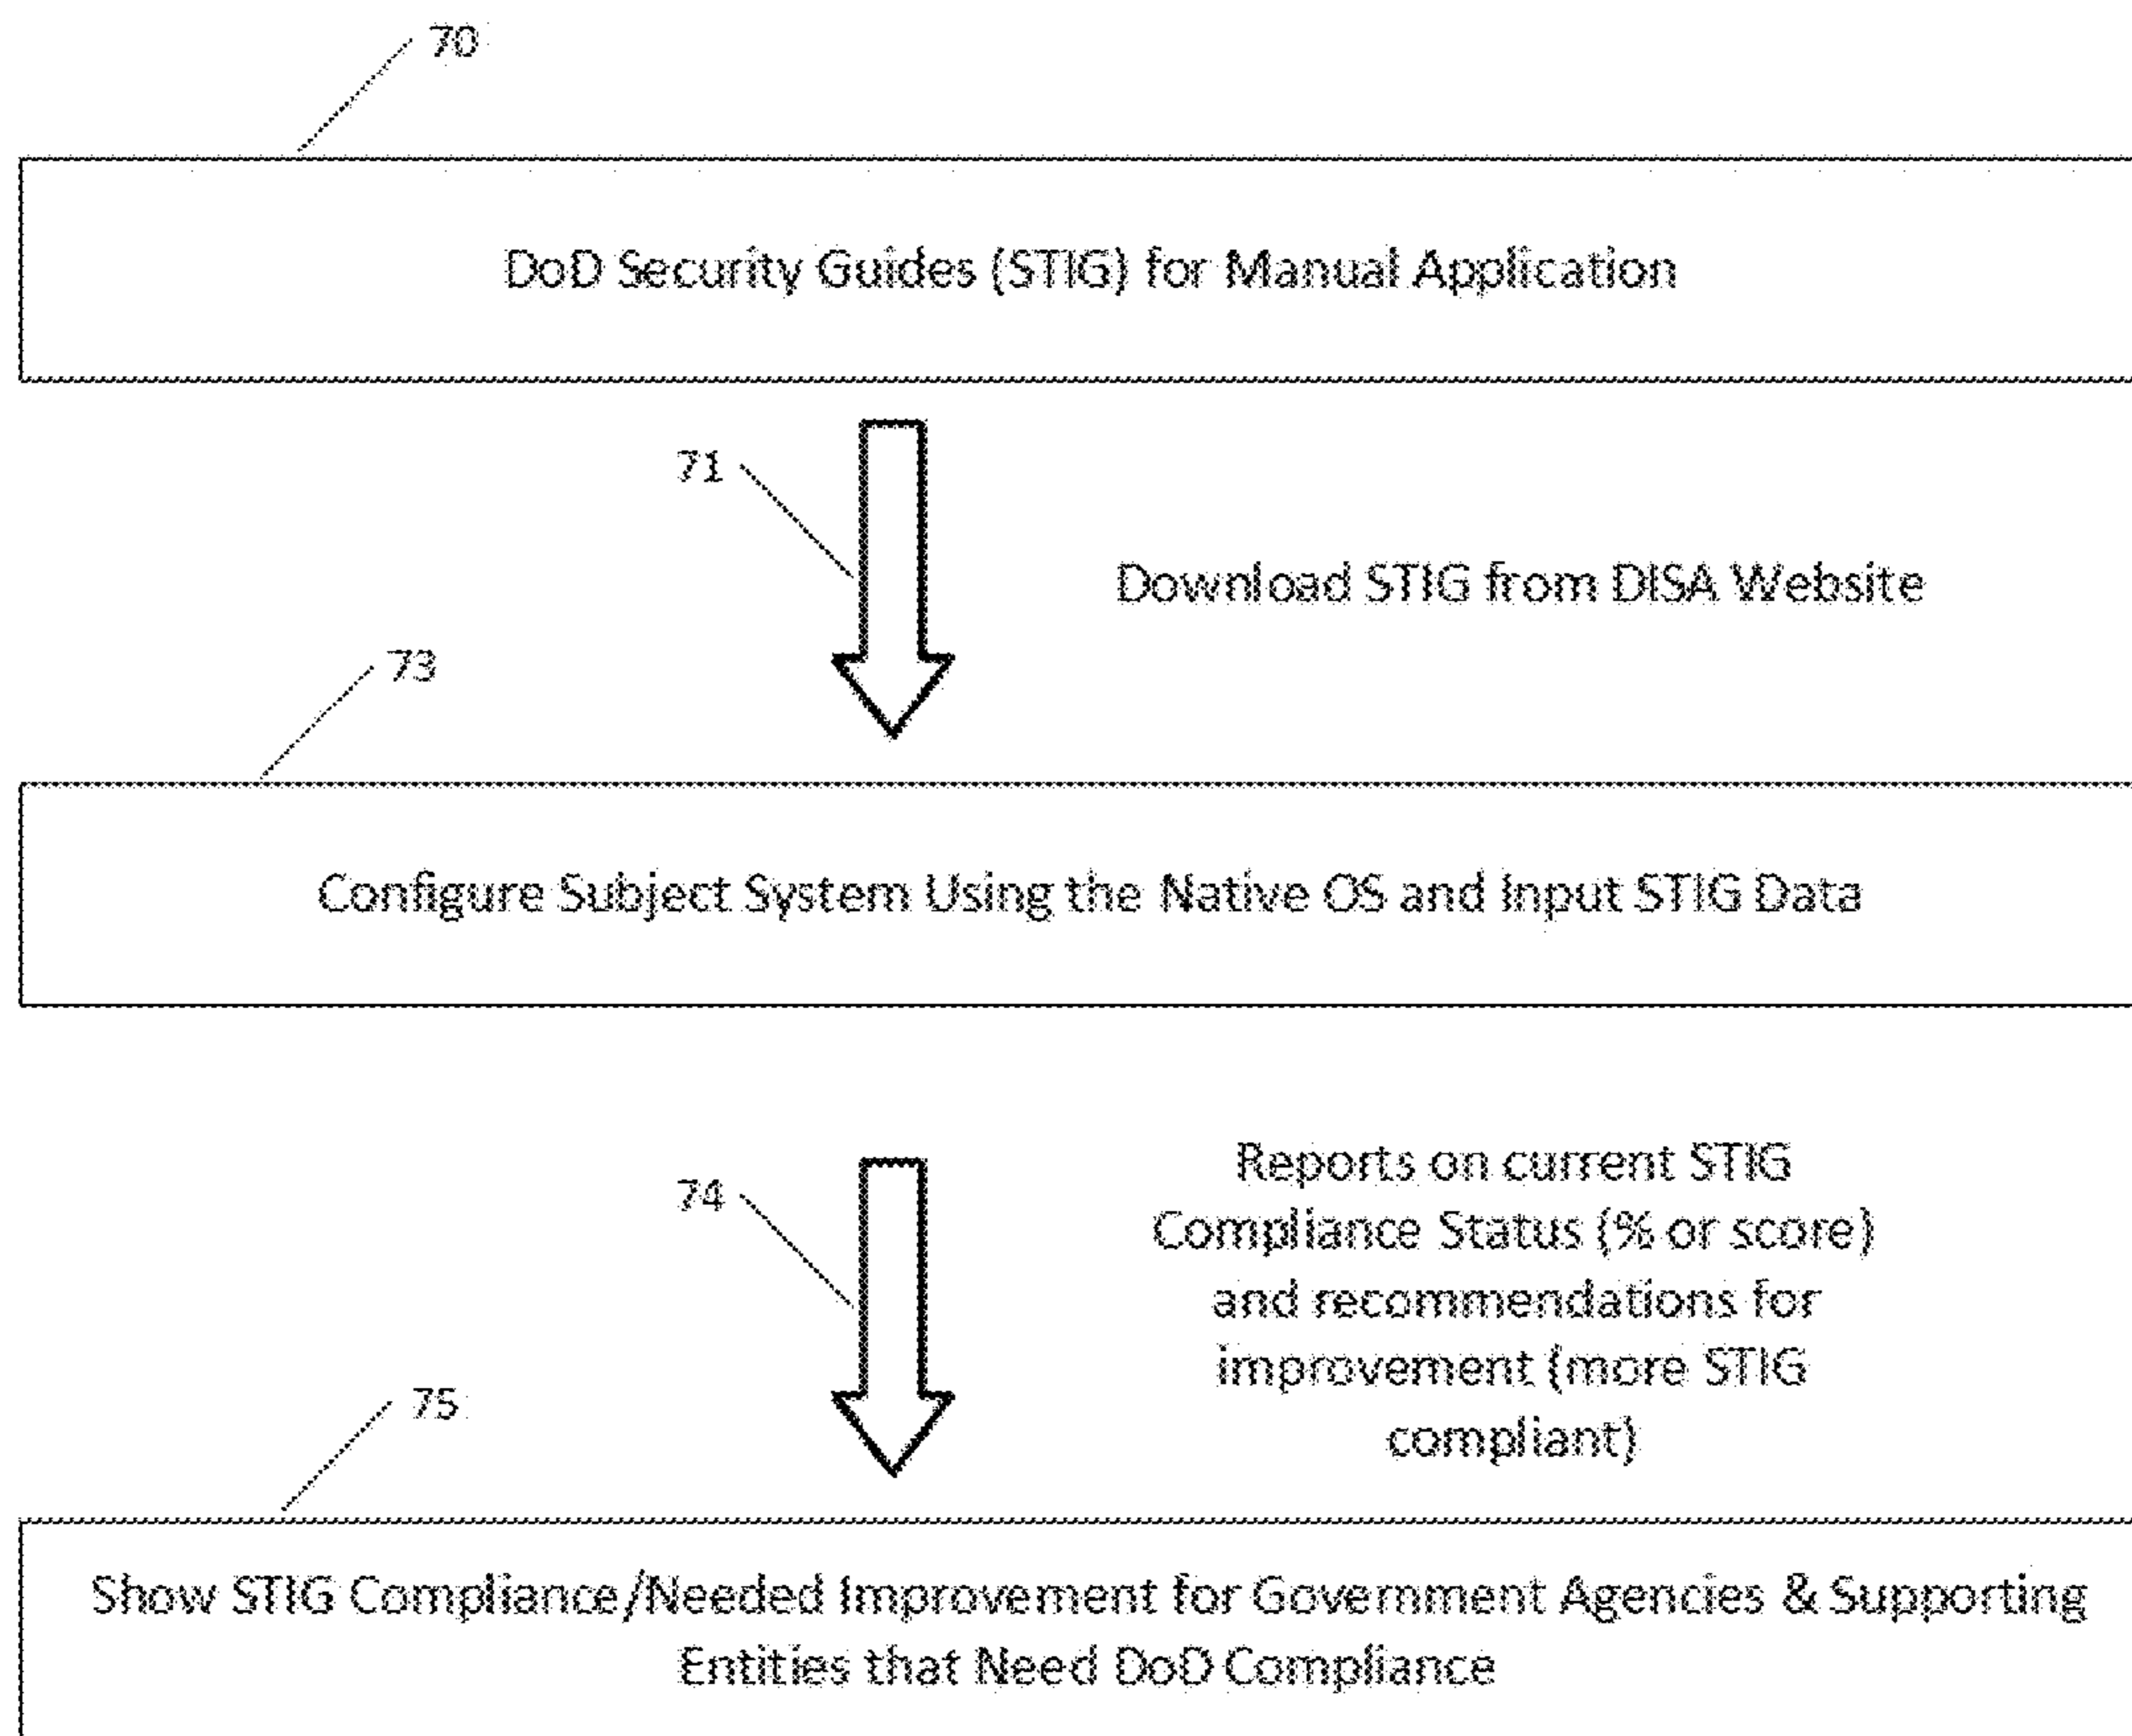 70
DoD Security Guides (STIG) for Manual Application
71
Download STIG from DISA Website
73
Configure Subject System Using the Native OS and Input STIG Data
74
Reports on current STIG
Compliance Status (% or score)
and recommendations for
improvement (more STIG
compliant)
75
Show STIG Compliance/Needed Improvement for Government Agencies & Supporting
Entities that Need DoD Compliance